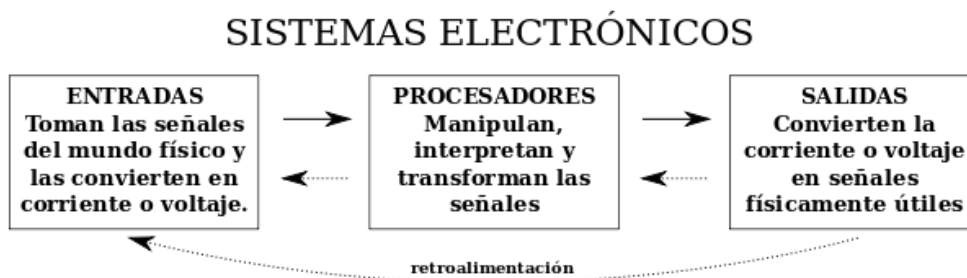 SISTEMAS ELECTRÓNICOS
ENTRADAS
Toman las señales
del mundo físico y
las convierten en
corriente o voltaje.
PROCESADORES
Manipulan,
interpretan y
transforman las
señales
SALIDAS
Convierten la
corriente o voltaje
en señales
físicamente útiles
retroalimentación